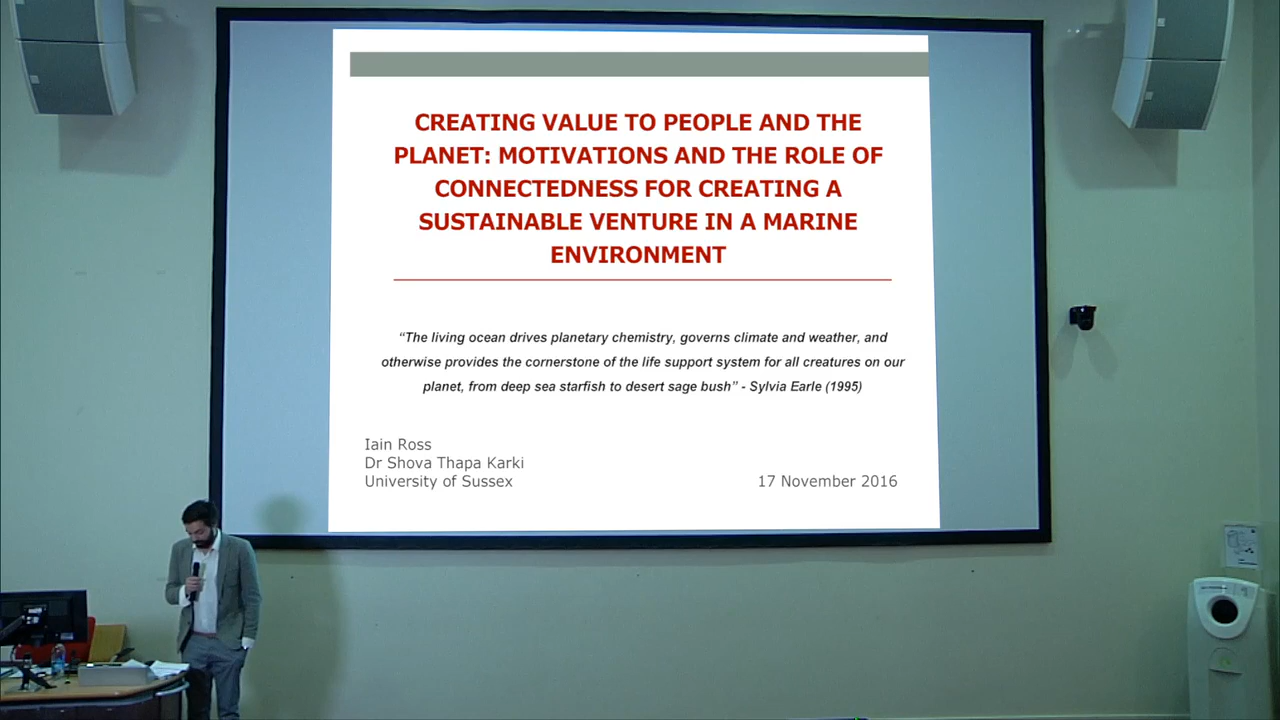 CREATING VALUE TO PEOPLE AND THE
PLANET: MOTIVATIONS AND THE ROLE OF
CONNECTEDNESS FOR CREATING A
SUSTAINABLE VENTURE IN A MARINE
ENVIRONMENT
“The living ocean drives planetary chemistry, governs climate and weather, and
otherwise provides the cornerstone of the life support system for all creatures on our
planet, from deep sea starfish to desert sage bush” - Sylvia Earle (1995)
Iain Ross
Dr Shova Thapa Karki
University of Sussex
17 November 2016